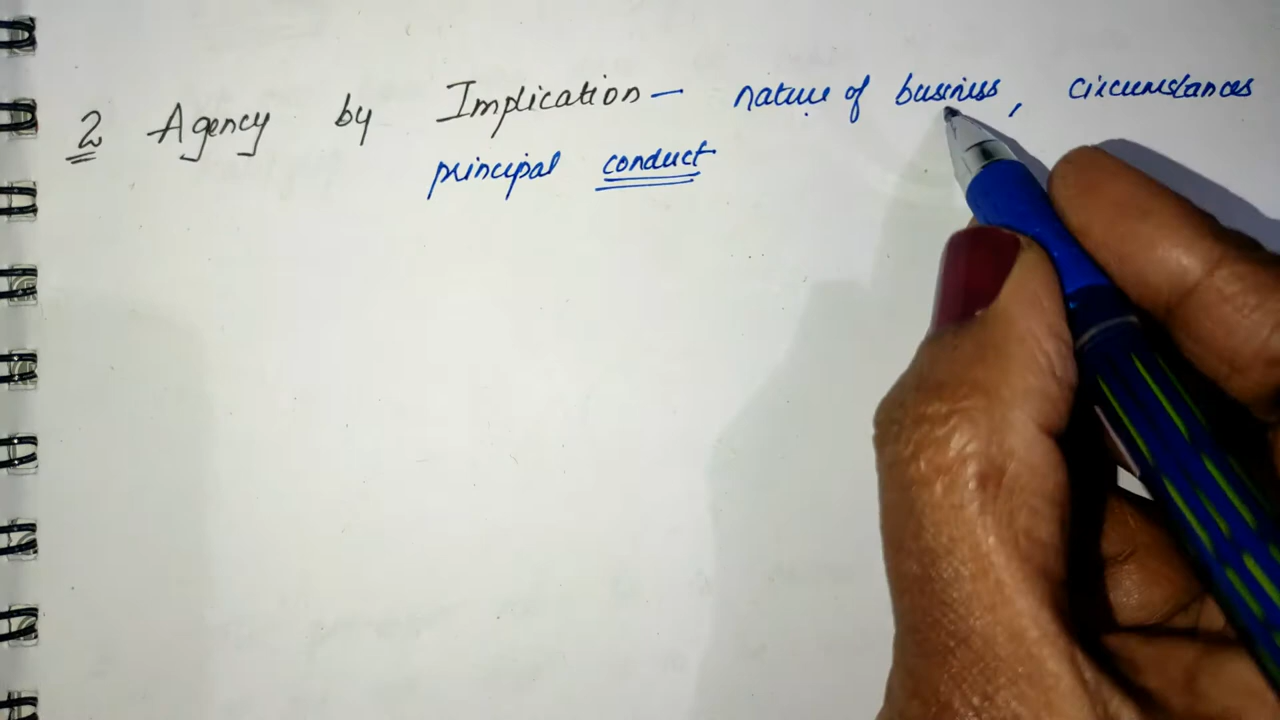 2 Agency by Implication – nature of business, circumstances
principal conduct